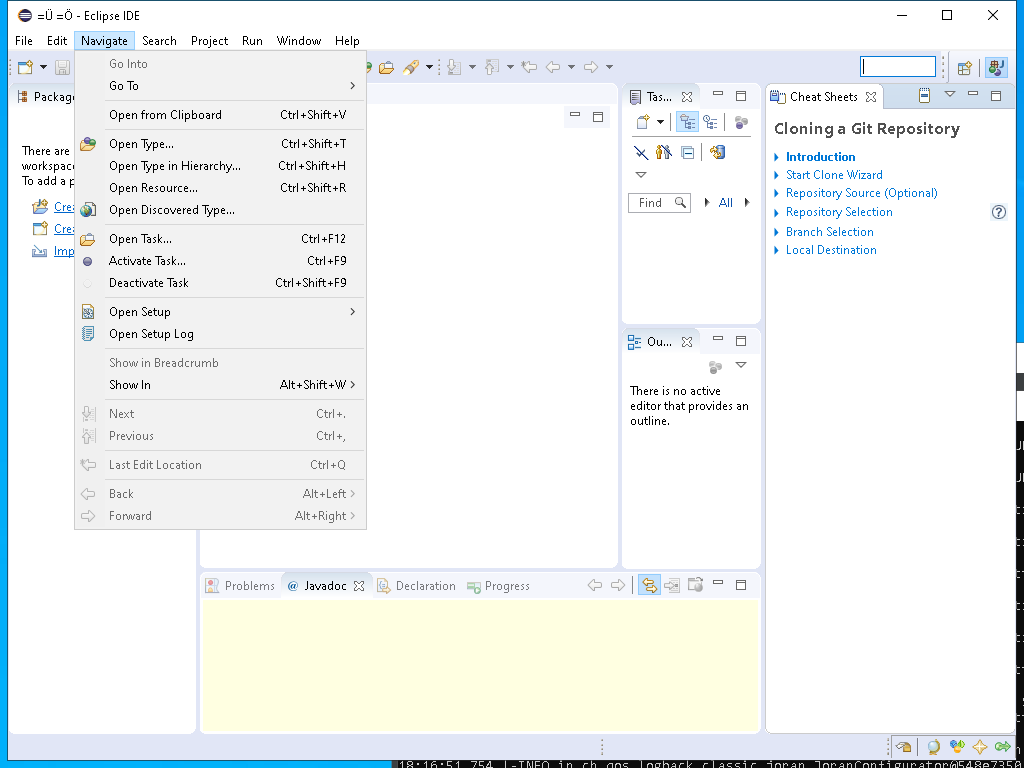 =Ü =Ö - Eclipse IDE
File Edit Navigate Search Project Run Window Help
Go Into
Go To
Open from Clipboard Ctrl+Shift+V
Open Type... Ctrl+Shift+T
Open Type in Hierarchy... Ctrl+Shift+H
Open Resource... Ctrl+Shift+R
Open Discovered Type...
Open Task... Ctrl+F12
Activate Task... Ctrl+F9
Deactivate Task Ctrl+Shift+F9
Open Setup
Open Setup Log
Show in Breadcrumb
Show In Alt+Shift+W
Next Ctrl+.
Previous Ctrl+,
Last Edit Location Ctrl+Q
Back Alt+Left
Forward Alt+Right
There are
To add a
Tas...
Find All
Ou...
There is no active
editor that provides an
outline.
Cheat Sheets
Cloning a Git Repository
Introduction
Start Clone Wizard
Repository Source (Optional)
Repository Selection
Branch Selection
Local Destination
Problems @ Javadoc Declaration Progress
18:16:51,754 |-INFO in ch.qos.logback.classic.joran.JoranConfigurator@548e7350